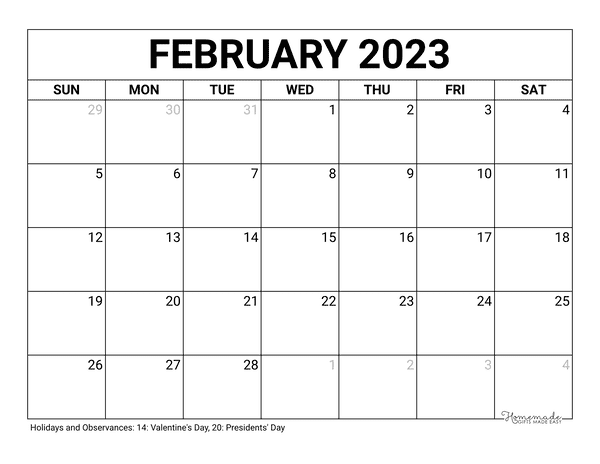 FEBRUARY 2023
SUN MON TUE WED THU FRI SAT
29 30 31 1 2 3 4
5 6 7 8 9 10 11
12 13 14 15 16 17 18
19 20 21 22 23 24 25
26 27 28 1 2 3 4
Homemade
GIFTS MADE EASY
Holidays and Observances: 14: Valentine's Day, 20: Presidents' Day